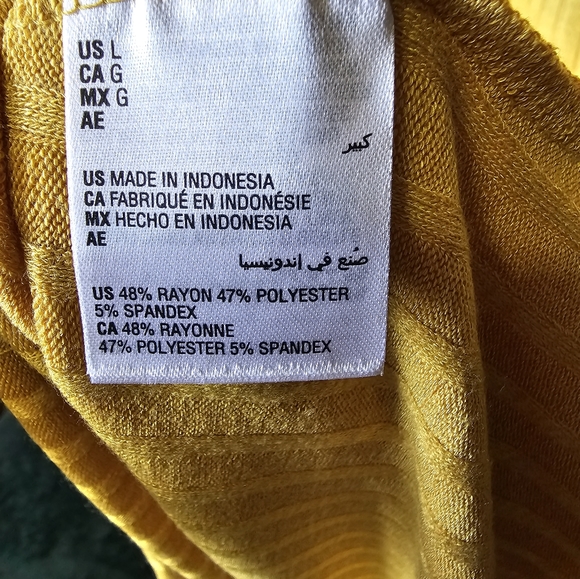 US L
CA G
MX G
AE
كبير
US MADE IN INDONESIA
CA FABRIQUÉ EN INDONÉSIE
MX HECHO EN INDONESIA
AE
صُنع في إندونيسيا
US 48% RAYON 47% POLYESTER
5% SPANDEX
CA 48% RAYONNE
47% POLYESTER 5% SPANDEX